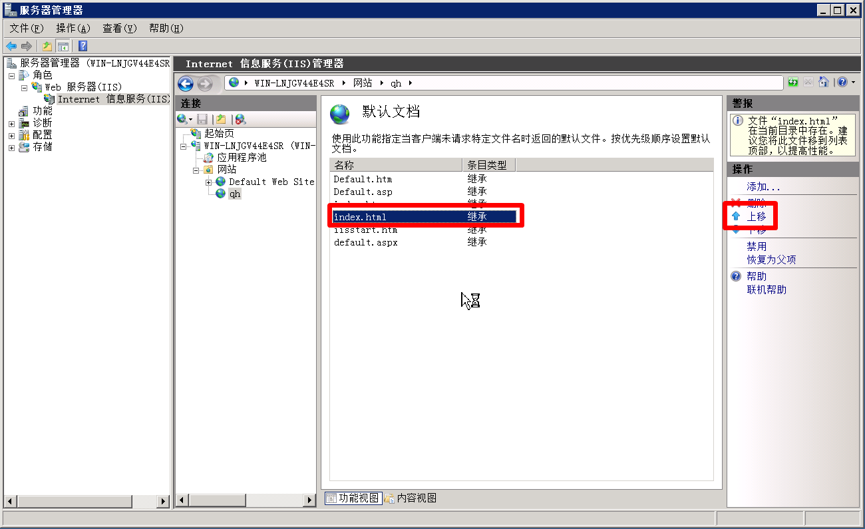 服务器管理器
文件(F) 操作(A) 查看(V) 帮助(H)
服务器管理器 (WIN-LNJGV44E4SR
角色
Web 服务器(IIS)
Internet 信息服务(IIS)
功能
诊断
配置
存储
Internet 信息服务(IIS)管理器
WIN-LNJGV44E4SR 网站 qh
连接
起始页
WIN-LNJGV44E4SR (WIN-
应用程序池
网站
Default Web Site
qh
默认文档
使用此功能指定当客户端未请求特定文件名时返回的默认文件。按优先级顺序设置默认
文档。
名称 条目类型
Default.htm 继承
Default.asp 继承
index.html 继承
iisstart.htm 继承
default.aspx 继承
功能视图 内容视图
警报
文件“index.html”
在当前目录中存在。建
议您将此文件移到列表
顶部，以提高性能。
操作
添加...
删除
上移
下移
禁用
恢复为父项
帮助
联机帮助